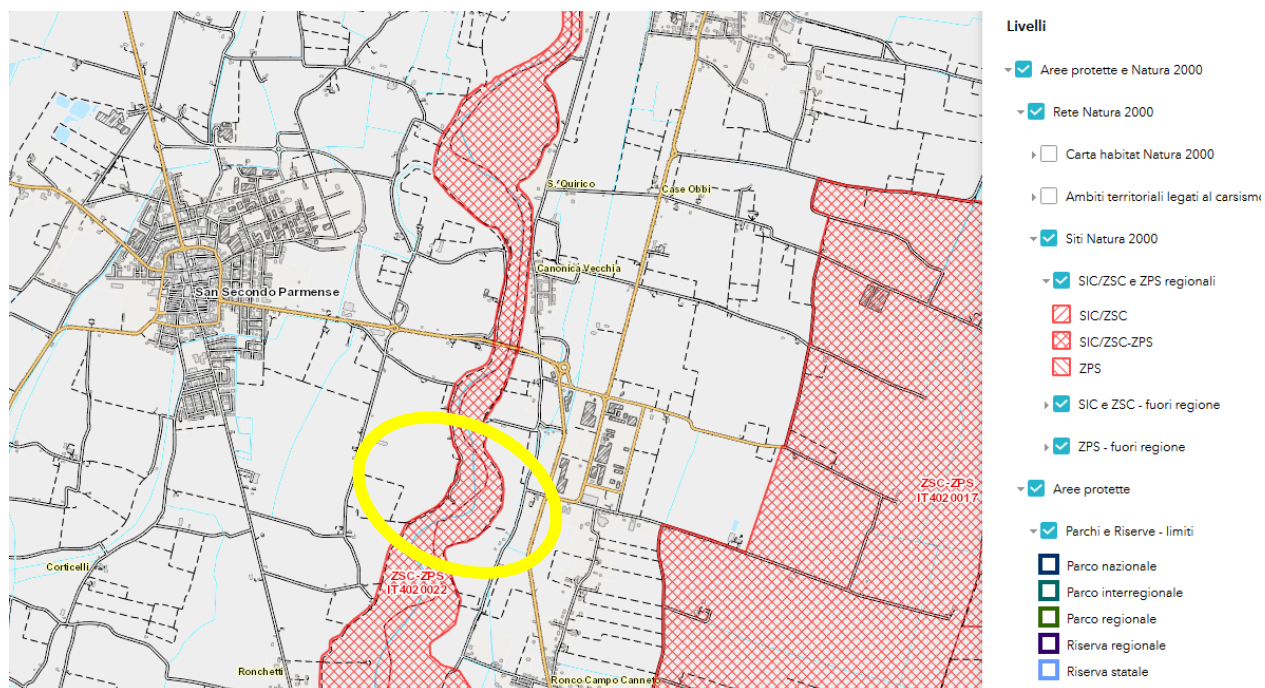 S.'Quirico
Case Obbi
Canonica Vecchia
San Secondo Parmense
ZSC-ZPS
IT4020017
Corticelli
ZSC-ZPS
IT4020022
Ronchetti
Ronco Campo Canneto
Livelli
Aree protette e Natura 2000
Rete Natura 2000
Carta habitat Natura 2000
Ambiti territoriali legati al carsismo
Siti Natura 2000
SIC/ZSC e ZPS regionali
SIC/ZSC
SIC/ZSC-ZPS
ZPS
SIC e ZSC - fuori regione
ZPS - fuori regione
Aree protette
Parchi e Riserve - limiti
Parco nazionale
Parco interregionale
Parco regionale
Riserva regionale
Riserva statale